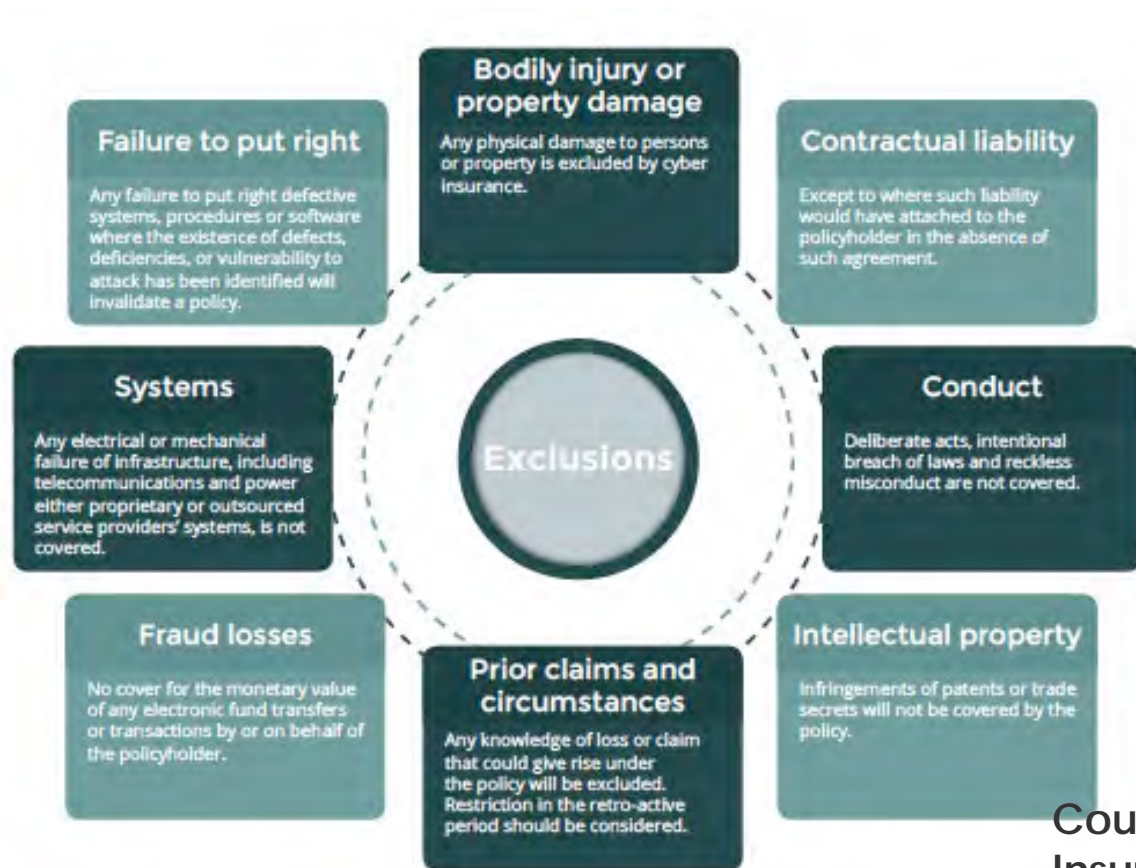 Bodily injury or
property damage
Any physical damage to persons
or property is excluded by cyber
insurance.
Contractual liability
Except to where such liability
would have attached to the
policyholder in the absence of
such agreement.
Conduct
Deliberate acts, intentional
breach of laws and reckless
misconduct are not covered.
Intellectual property
Infringements of patents or trade
secrets will not be covered by the
policy.
Prior claims and
circumstances
Any knowledge of loss or claim
that could give rise under
the policy will be excluded.
Restriction in the retro-active
period should be considered.
Fraud losses
No cover for the monetary value
of any electronic fund transfers
or transactions by or on behalf of
the policyholder.
Systems
Any electrical or mechanical
failure of infrastructure, including
telecommunications and power
either proprietary or outsourced
service providers' systems, is not
covered.
Failure to put right
Any failure to put right defective
systems, procedures or software
where the existence of defects,
deficiencies, or vulnerability to
attack has been identified will
invalidate a policy.
Exclusions
Cou